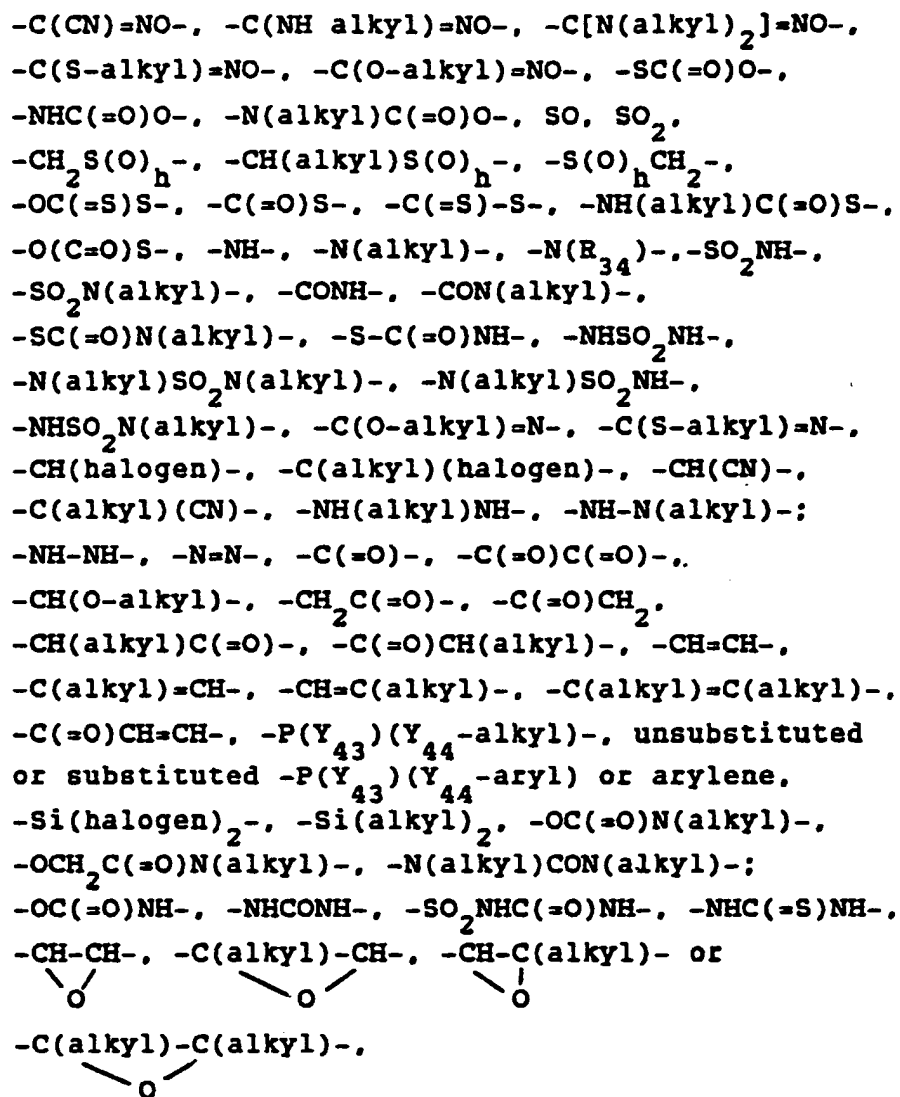 -C(CN)=NO-, -C(NH alkyl)=NO-, -C[N(alkyl)₂]=NO-,
-C(S-alkyl)=NO-, -C(O-alkyl)=NO-, -SC(=O)O-,
-NHC(=O)O-, -N(alkyl)C(=O)O-, SO, SO₂,
-CH₂S(O)ₕ-, -CH(alkyl)S(O)ₕ-, -S(O)ₕCH₂-,
-OC(=S)S-, -C(=O)S-, -C(=S)-S-, -NH(alkyl)C(=O)S-,
-O(C=O)S-, -NH-, -N(alkyl)-, -N(R₃₄)-,-SO₂NH-,
-SO₂N(alkyl)-, -CONH-, -CON(alkyl)-,
-SC(=O)N(alkyl)-, -S-C(=O)NH-, -NHSO₂NH-,
-N(alkyl)SO₂N(alkyl)-, -N(alkyl)SO₂NH-,
-NHSO₂N(alkyl)-, -C(O-alkyl)=N-, -C(S-alkyl)=N-,
-CH(halogen)-, -C(alkyl)(halogen)-, -CH(CN)-,
-C(alkyl)(CN)-, -NH(alkyl)NH-, -NH-N(alkyl)-;
-NH-NH-, -N=N-, -C(=O)-, -C(=O)C(=O)-,.
-CH(O-alkyl)-, -CH₂C(=O)-, -C(=O)CH₂,
-CH(alkyl)C(=O)-, -C(=O)CH(alkyl)-, -CH=CH-,
-C(alkyl)=CH-, -CH=C(alkyl)-, -C(alkyl)=C(alkyl)-,
-C(=O)CH=CH-, -P(Y₄₃)(Y₄₄-alkyl)-, unsubstituted
or substituted -P(Y₄₃)(Y₄₄-aryl) or arylene,
-Si(halogen)₂-, -Si(alkyl)₂, -OC(=O)N(alkyl)-,
-OCH₂C(=O)N(alkyl)-, -N(alkyl)CON(alkyl)-;
-OC(=O)NH-, -NHCONH-, -SO₂NHC(=O)NH-, -NHC(=S)NH-,
-CH-CH-, -C(alkyl)-CH-, -CH-C(alkyl)- or
O O O
-C(alkyl)-C(alkyl)-,
O